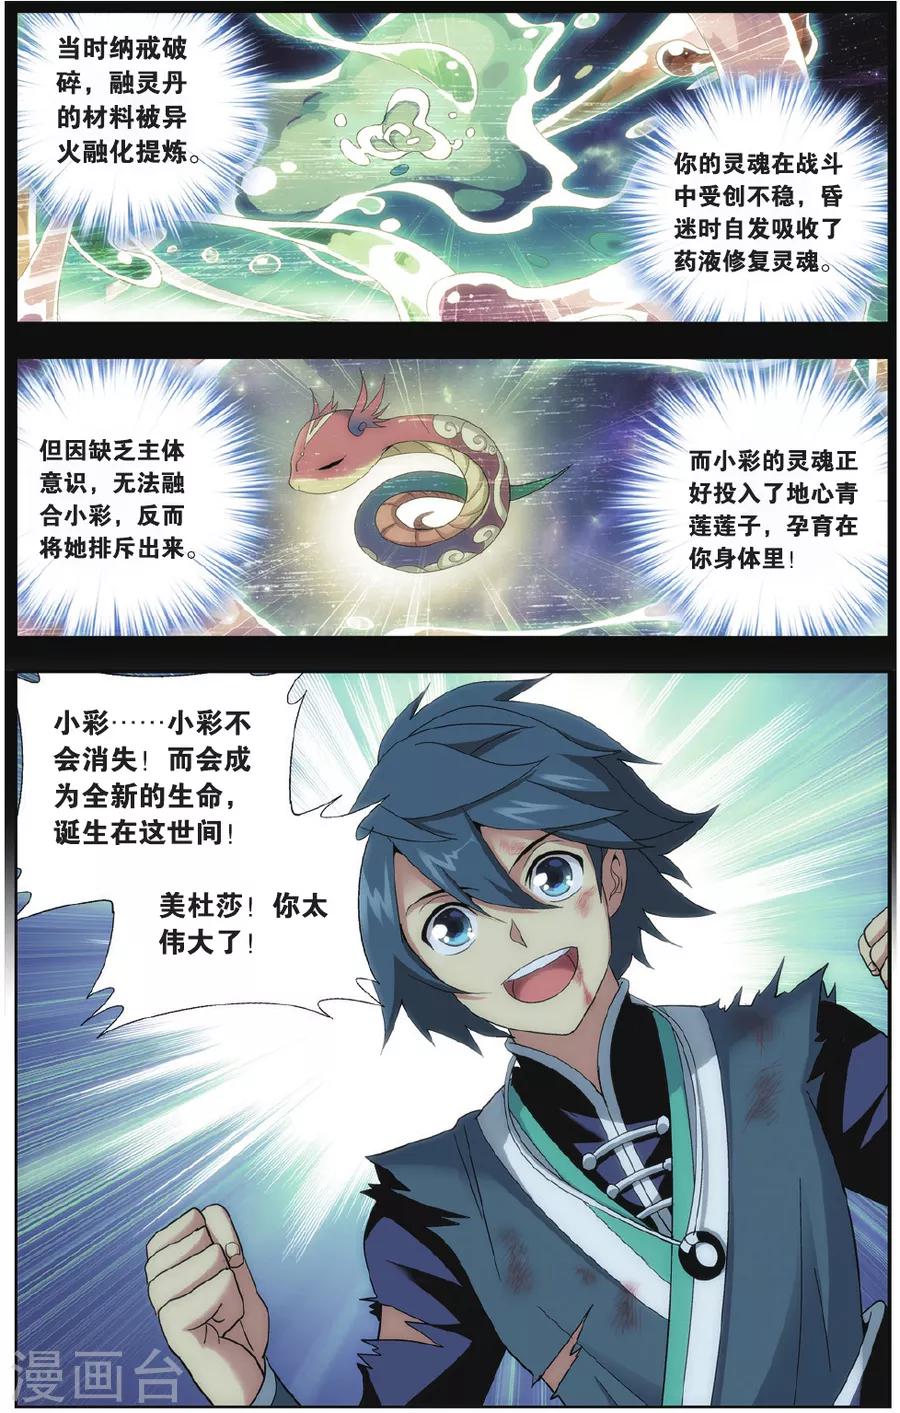 当时纳戒破
碎，融灵丹
的材料被异
火融化提炼。
你的灵魂在战斗
中受创不稳，昏
迷时自发吸收了
药液修复灵魂。
但因缺乏主体
意识，无法融
合小彩，反而
将她排斥出来。
而小彩的灵魂正
好投入了地心青
莲莲子，孕育在
你身体里！
小彩……小彩不
会消失！而会成
为全新的生命，
诞生在这世间！
美杜莎！你太
伟大了！
漫画台